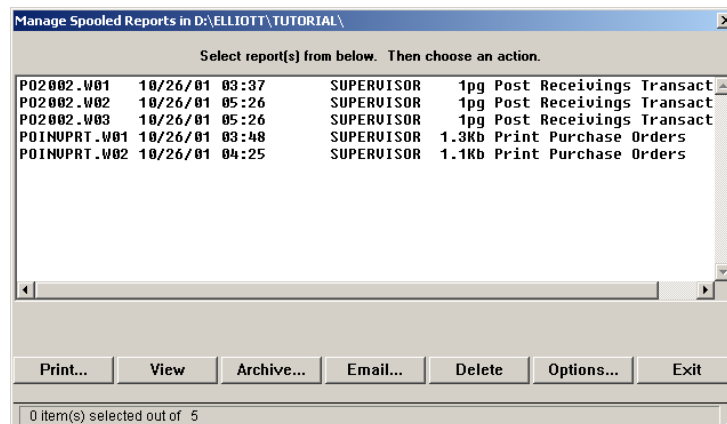 Manage Spooled Reports in D:\ELLIOTT\TUTORIAL\
Select report(s) from below. Then choose an action.
PO2002.W01 10/26/01 03:37 SUPERVISOR 1pg Post Receivings Transact
PO2002.W02 10/26/01 05:26 SUPERVISOR 1pg Post Receivings Transact
PO2002.W03 10/26/01 05:26 SUPERVISOR 1pg Post Receivings Transact
POINVPRT.W01 10/26/01 03:48 SUPERVISOR 1.3Kb Print Purchase Orders
POINVPRT.W02 10/26/01 04:25 SUPERVISOR 1.1Kb Print Purchase Orders
Print... View Archive... Email... Delete Options... Exit
0 item(s) selected out of 5